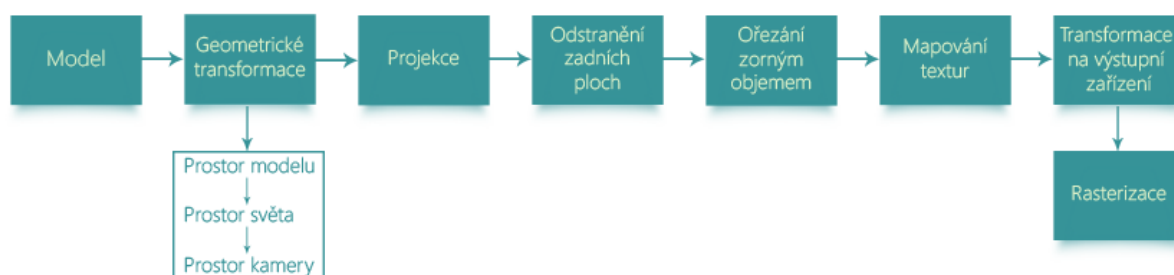 Model
Geometrické
transformace
Projekce
Odstranění
zadních
ploch
Ořezání
zorným
objemem
Mapování
textur
Transformace
na výstupní
zařízení
Prostor modelu
Prostor světa
Prostor kamery
Rasterizace